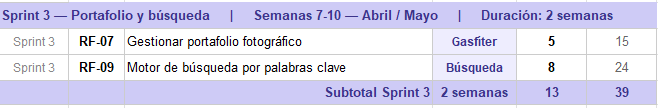 Sprint 3 — Portafolio y búsqueda | Semanas 7-10 — Abril / Mayo | Duración: 2 semanas
Sprint 3 RF-07 Gestionar portafolio fotográfico Gasfiter 5 15
Sprint 3 RF-09 Motor de búsqueda por palabras clave Búsqueda 8 24
Subtotal Sprint 3 2 semanas 13 39